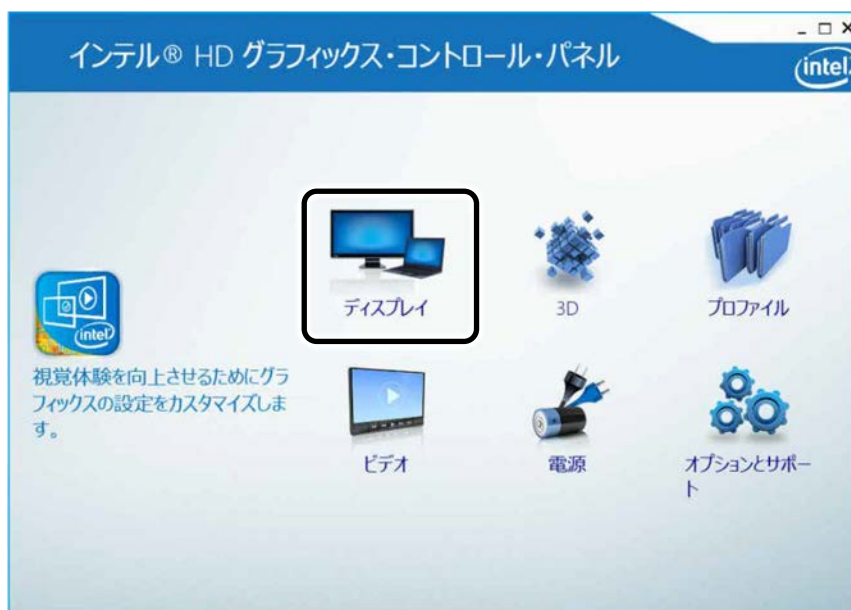 インテル® HD グラフィックス・コントロール・パネル
intel
ディスプレイ
3D
プロファイル
intel
視覚体験を向上させるためにグラ
フィックスの設定をカスタマイズしま
す。
ビデオ
電源
オプションとサポー
ト